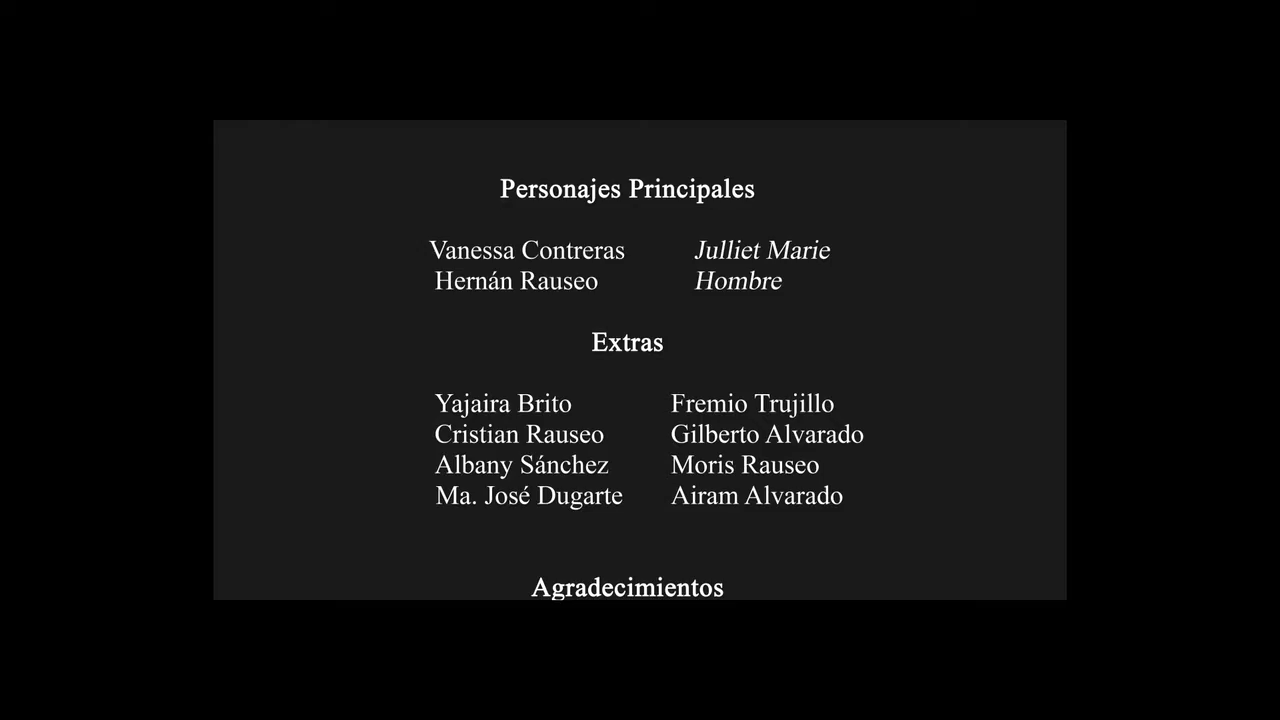 Personajes Principales
Vanessa Contreras Julliet Marie
Hernán Rauseo Hombre
Extras
Yajaira Brito Fremio Trujillo
Cristian Rauseo Gilberto Alvarado
Albany Sánchez Moris Rauseo
Ma. José Dugarte Airam Alvarado
Agradecimientos